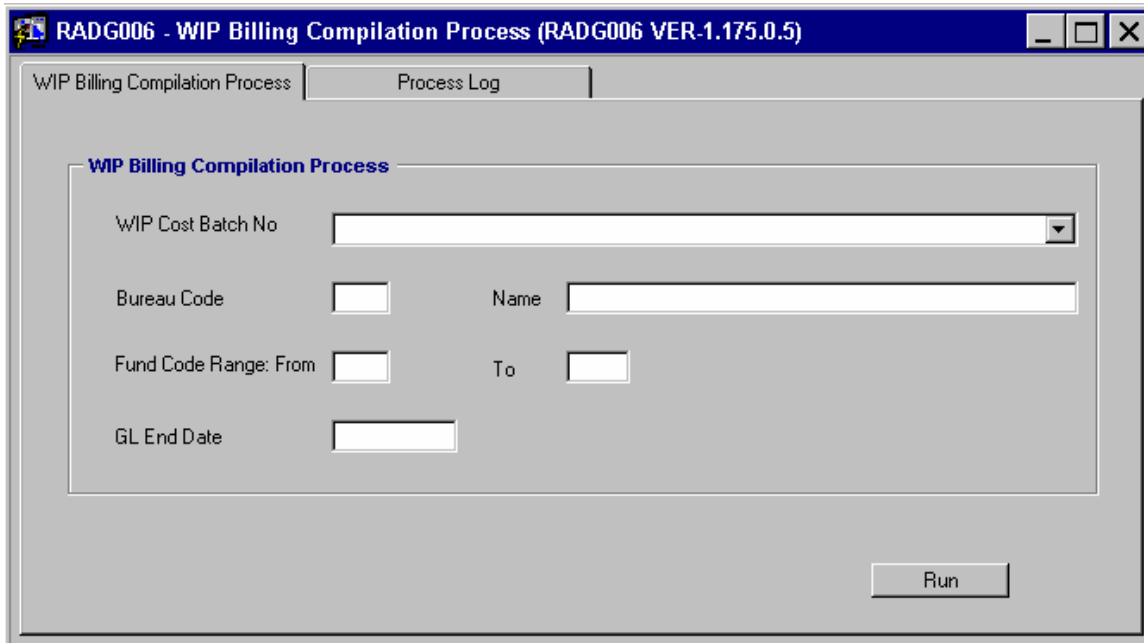 RADG006 - WIP Billing Compilation Process (RADG006 VER-1.175.0.5)
WIP Billing Compilation Process Process Log
WIP Billing Compilation Process
WIP Cost Batch No
Bureau Code Name
Fund Code Range: From To
GL End Date
Run